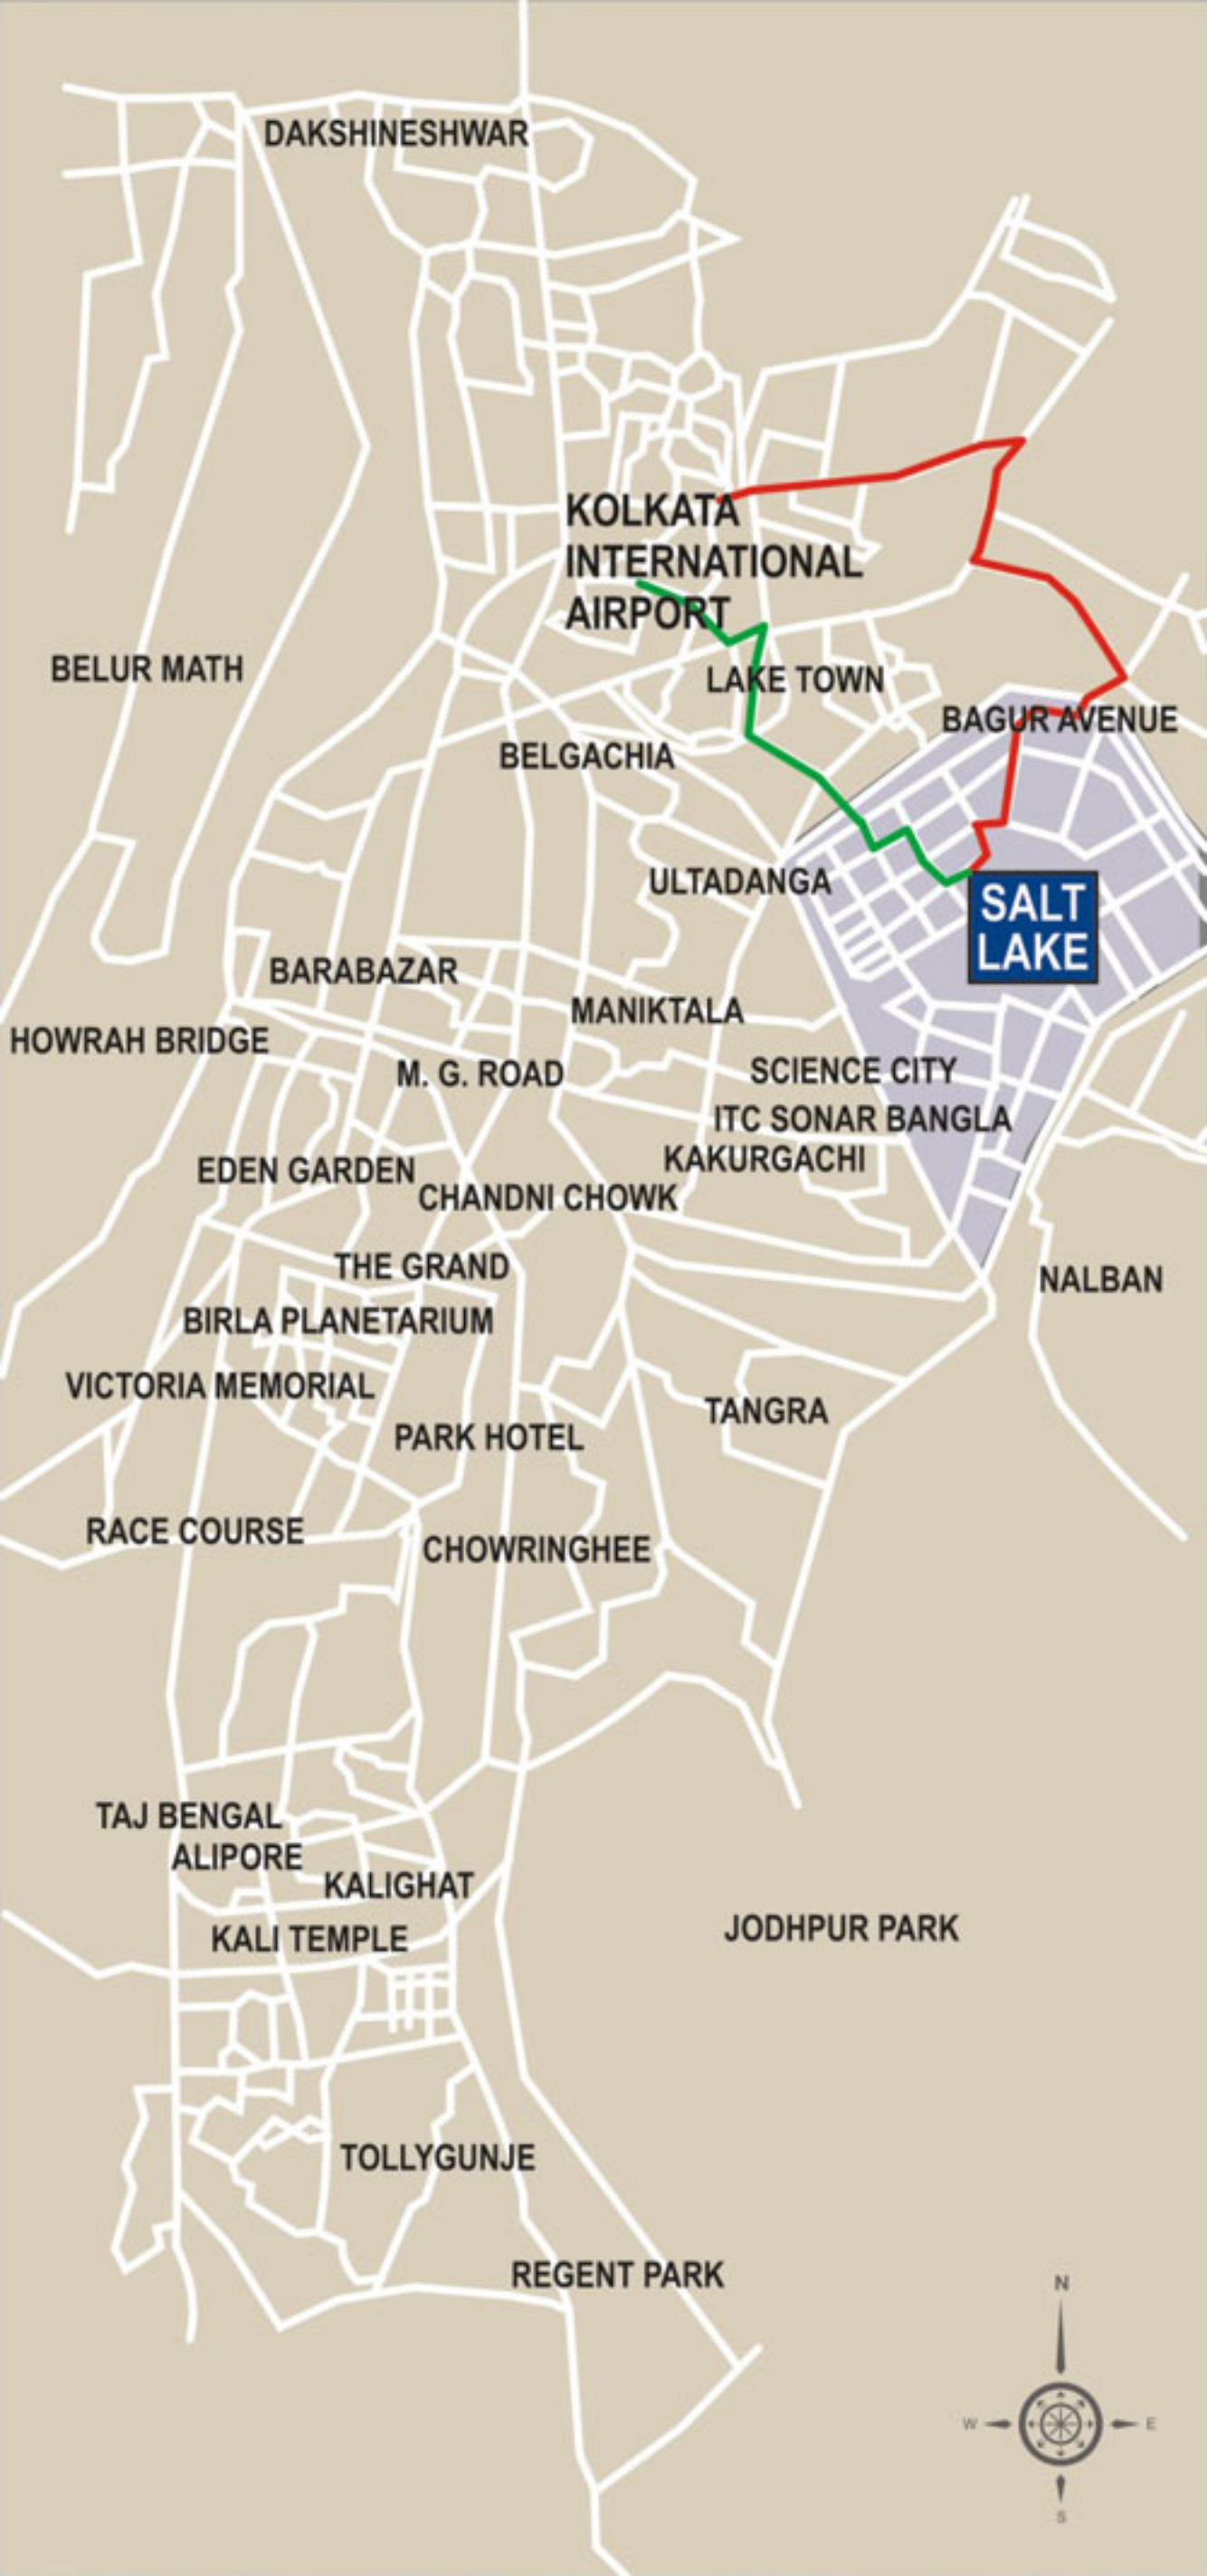 DAKSHINESHWAR
KOLKATA
INTERNATIONAL
AIRPORT
BELUR MATH
LAKE TOWN
BAGUR AVENUE
BELGACHIA
ULTADANGA
SALT
LAKE
BARABAZAR
MANIKTALA
HOWRAH BRIDGE
M. G. ROAD
SCIENCE CITY
ITC SONAR BANGLA
KAKURGACHI
EDEN GARDEN
CHANDNI CHOWK
THE GRAND
NALBAN
BIRLA PLANETARIUM
VICTORIA MEMORIAL
TANGRA
PARK HOTEL
RACE COURSE
CHOWRINGHEE
TAJ BENGAL
ALIPORE
KALIGHAT
JODHPUR PARK
KALI TEMPLE
TOLLYGUNJE
REGENT PARK
N
W
E
S